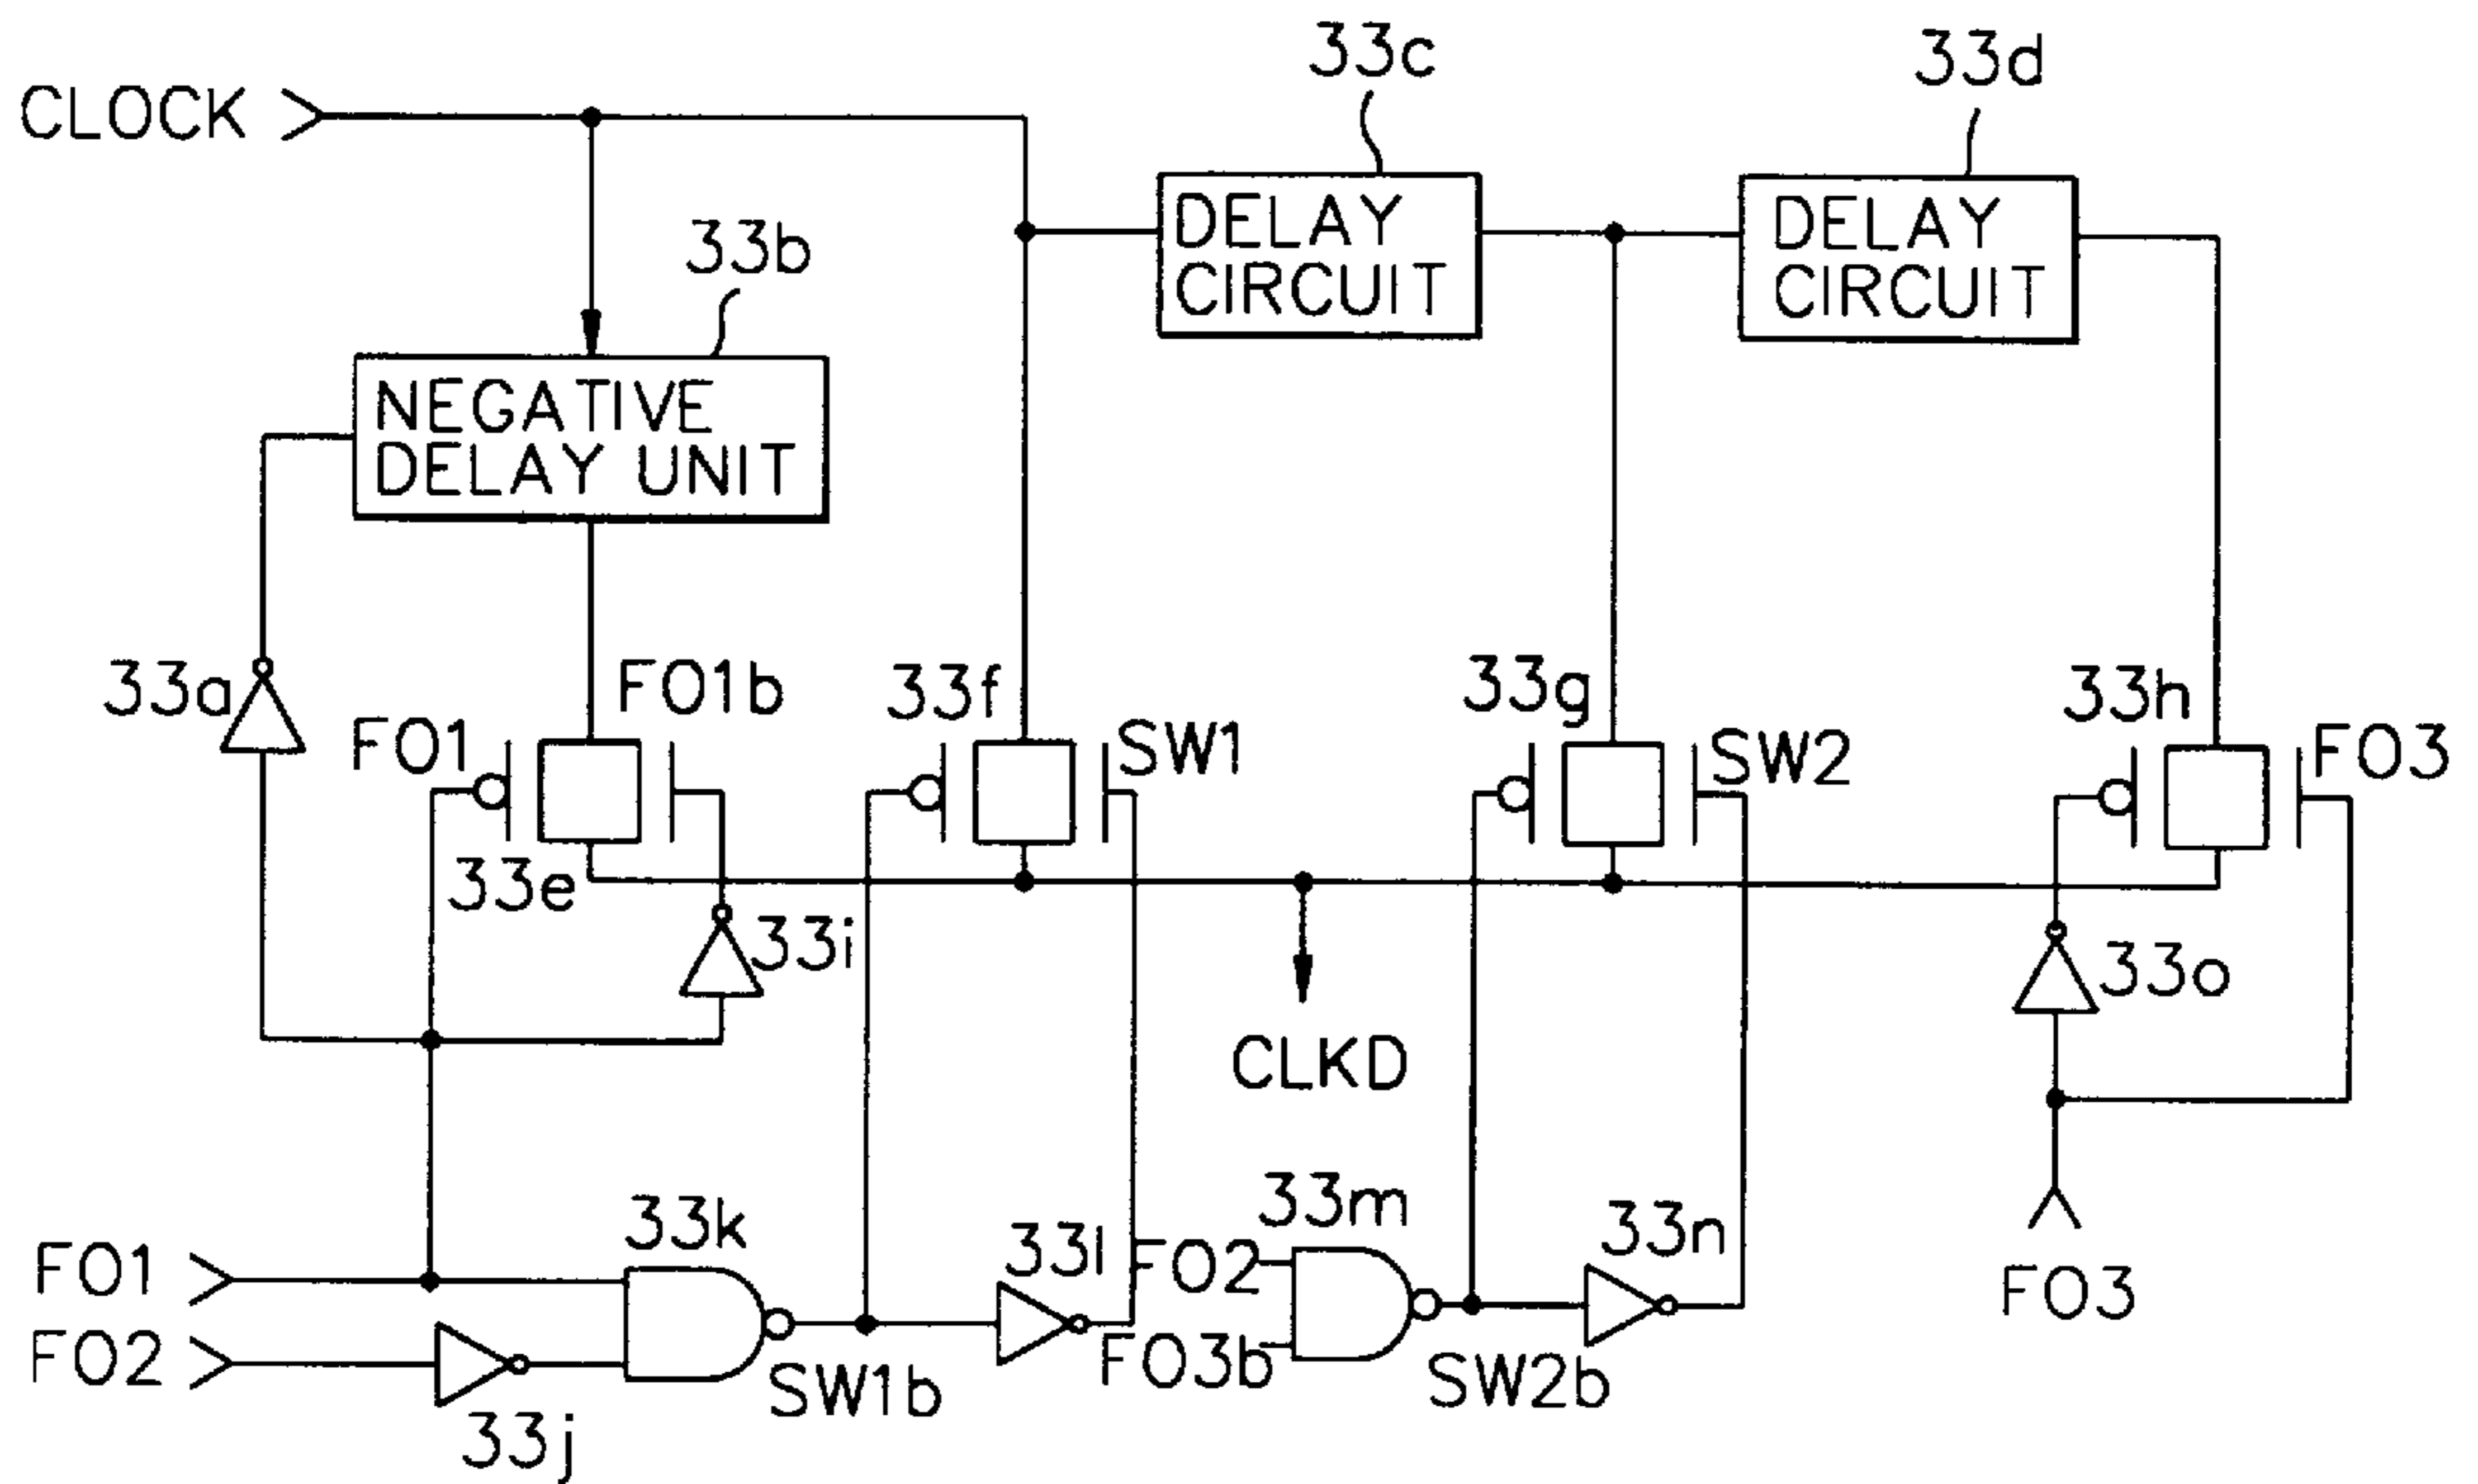 33c
33d
CLOCK
DELAY
CIRCUIT
DELAY
CIRCUIT
33b
NEGATIVE
DELAY UNIT
33a
FO1
FO1b
33f
SW1
33g
SW2
33h
FO3
33e
33i
33o
CLKD
FO1
FO2
33j
33k
SW1b
33l
FO2
FO3b
33m
SW2b
33n
FO3